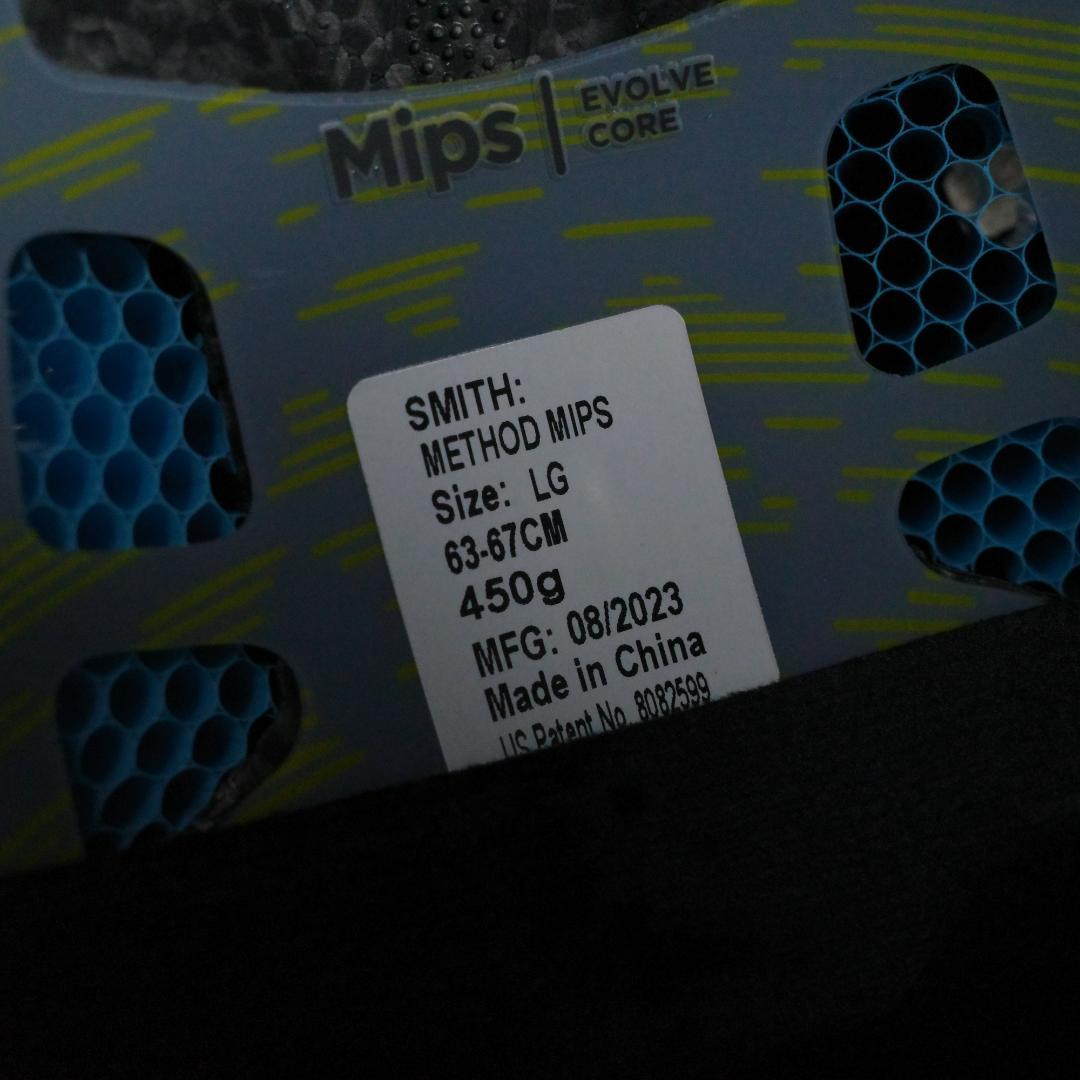 Mips | EVOLVE
CORE
SMITH:
METHOD MIPS
Size: LG
63-67CM
450g
MFG: 08/2023
Made in China
US Patent No. 8082599